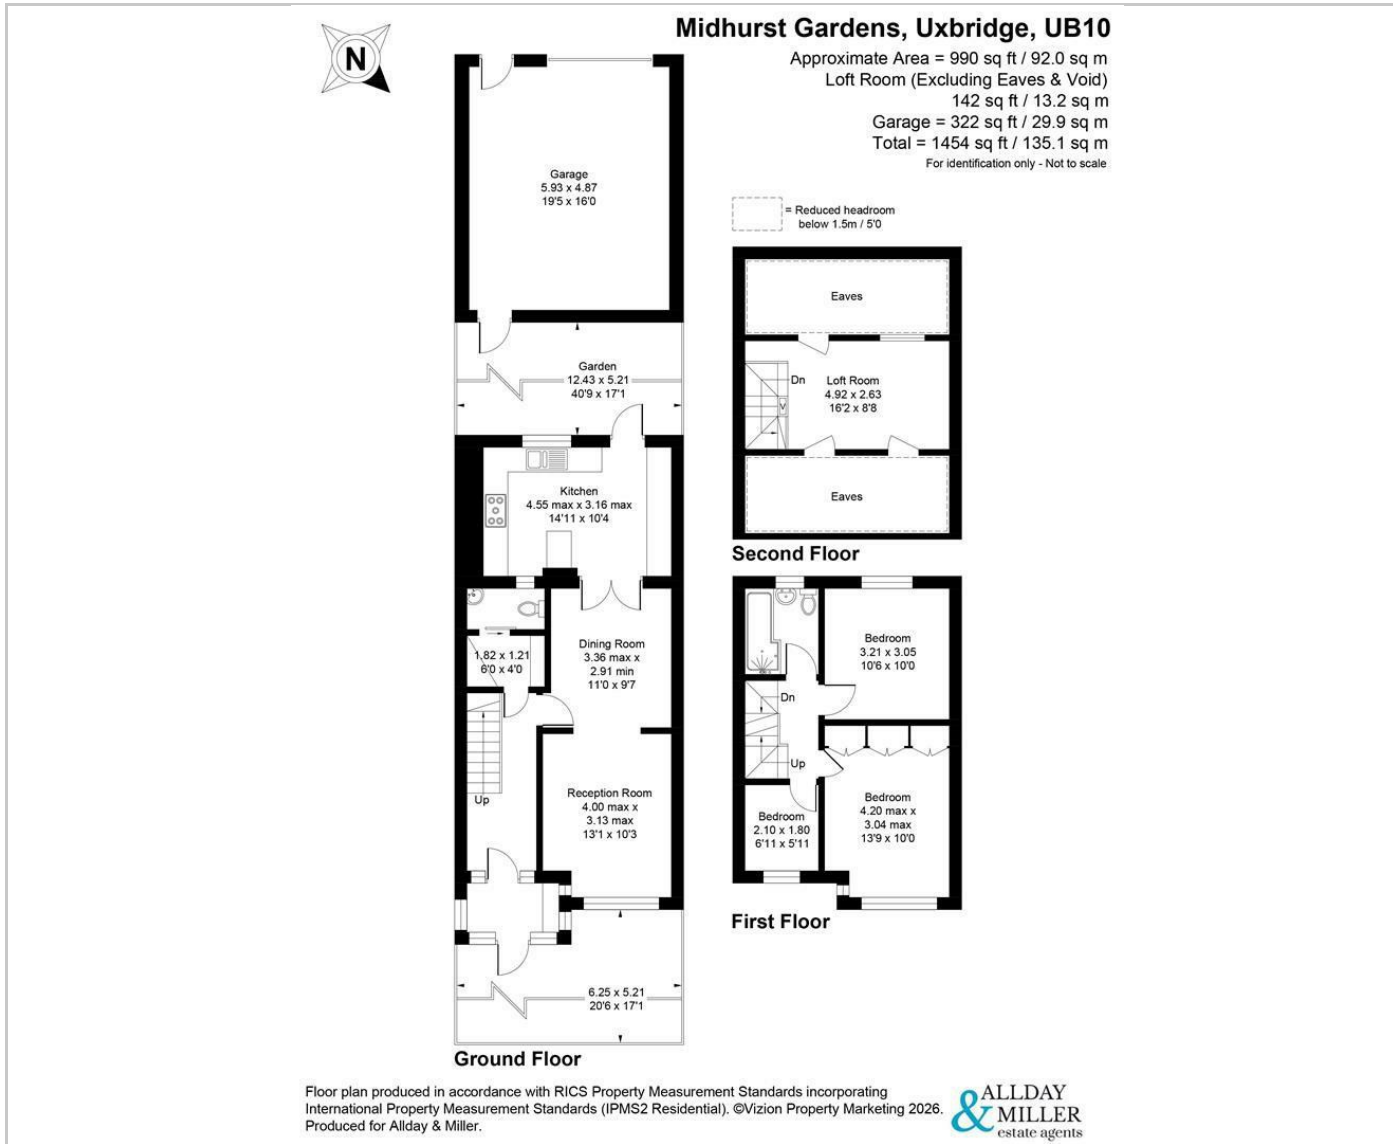 N
Midhurst Gardens, Uxbridge, UB10
Approximate Area = 990 sq ft / 92.0 sq m
Loft Room (Excluding Eaves & Void)
142 sq ft / 13.2 sq m
Garage = 322 sq ft / 29.9 sq m
Total = 1454 sq ft / 135.1 sq m
For identification only - Not to scale
= Reduced headroom
below 1.5m / 5'0
Garage
5.93 x 4.87
19'5 x 16'0
Garden
12.43 x 5.21
40'9 x 17'1
Kitchen
4.55 max x 3.16 max
14'11 x 10'4
1.82 x 1.21
6'0 x 4'0
Dining Room
3.36 max x
2.91 min
11'0 x 9'7
Up
Reception Room
4.00 max x
3.13 max
13'1 x 10'3
6.25 x 5.21
20'6 x 17'1
Ground Floor
Eaves
Dn
Loft Room
4.92 x 2.63
16'2 x 8'8
Eaves
Second Floor
Bedroom
3.21 x 3.05
10'6 x 10'0
Dn
Up
Bedroom
2.10 x 1.80
6'11 x 5'11
Bedroom
4.20 max x
3.04 max
13'9 x 10'0
First Floor
Floor plan produced in accordance with RICS Property Measurement Standards incorporating
International Property Measurement Standards (IPMS2 Residential). ©Vizion Property Marketing 2026.
Produced for Allday & Miller.
ALLDAY
& MILLER
estate agents